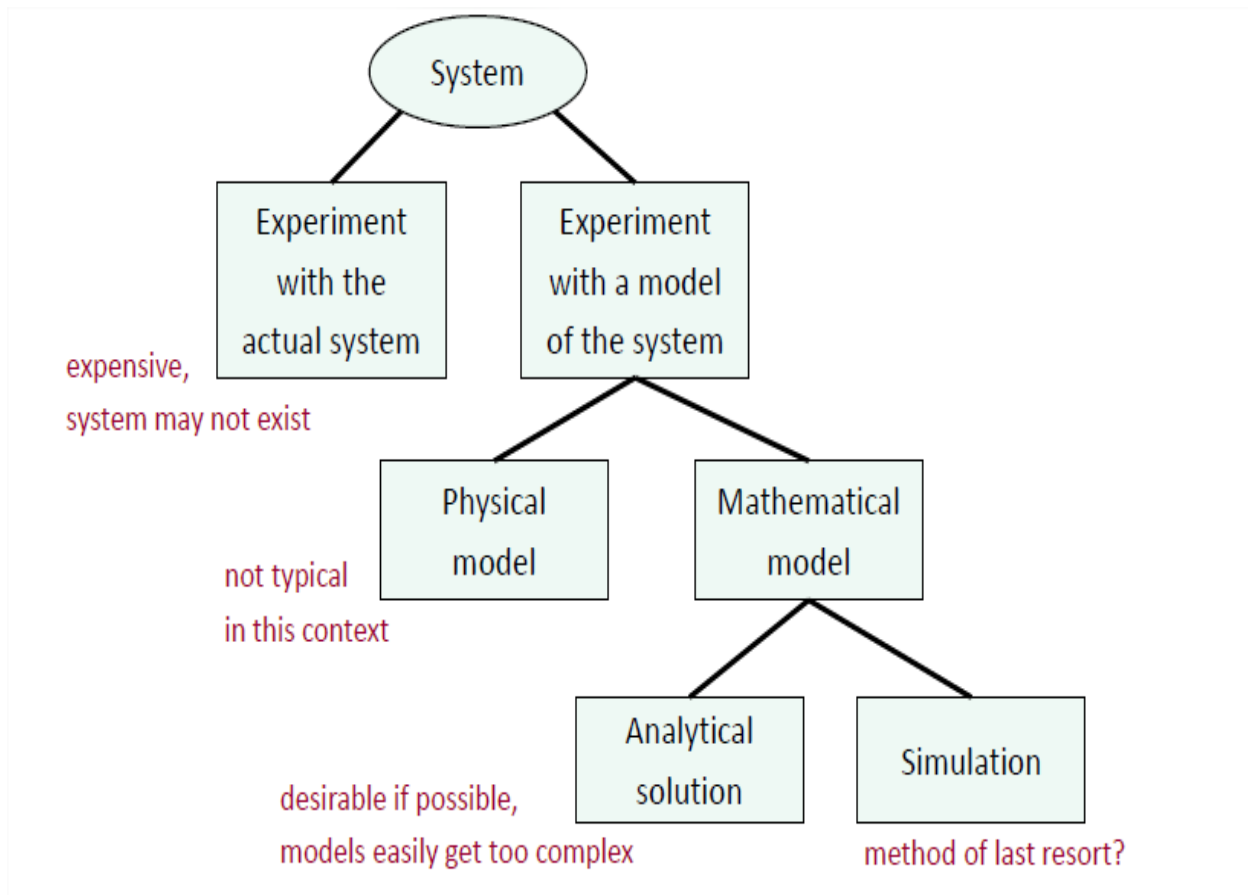 System
Experiment
with the
actual system
Experiment
with a model
of the system
expensive,
system may not exist
Physical
model
Mathematical
model
not typical
in this context
Analytical
solution
Simulation
desirable if possible,
models easily get too complex
method of last resort?